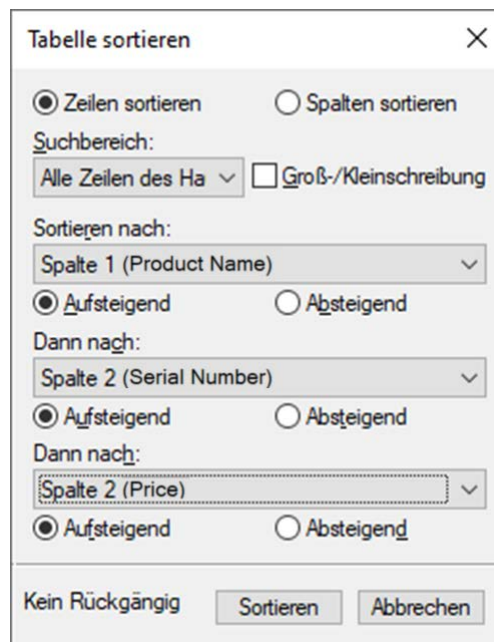 Tabelle sortieren
Zeilen sortieren Spalten sortieren
Suchbereich:
Alle Zeilen des Ha Groß-/Kleinschreibung
Sortieren nach:
Spalte 1 (Product Name)
Aufsteigend Absteigend
Dann nach:
Spalte 2 (Serial Number)
Aufsteigend Absteigend
Dann nach:
Spalte 2 (Price)
Aufsteigend Absteigend
Kein Rückgängig Sortieren Abbrechen